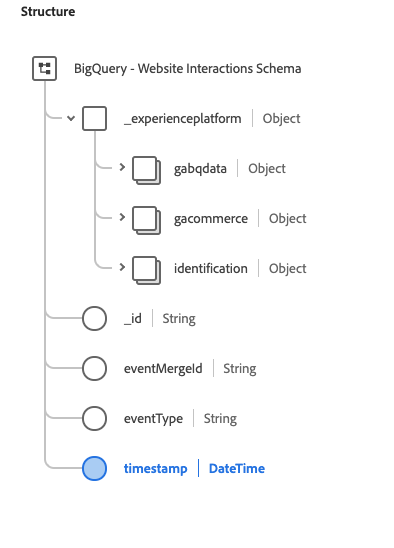 Structure
BigQuery - Website Interactions Schema
_experienceplatform | Object
gabqdata | Object
gacommerce | Object
identification | Object
_id | String
eventMergeId | String
eventType | String
timestamp | DateTime